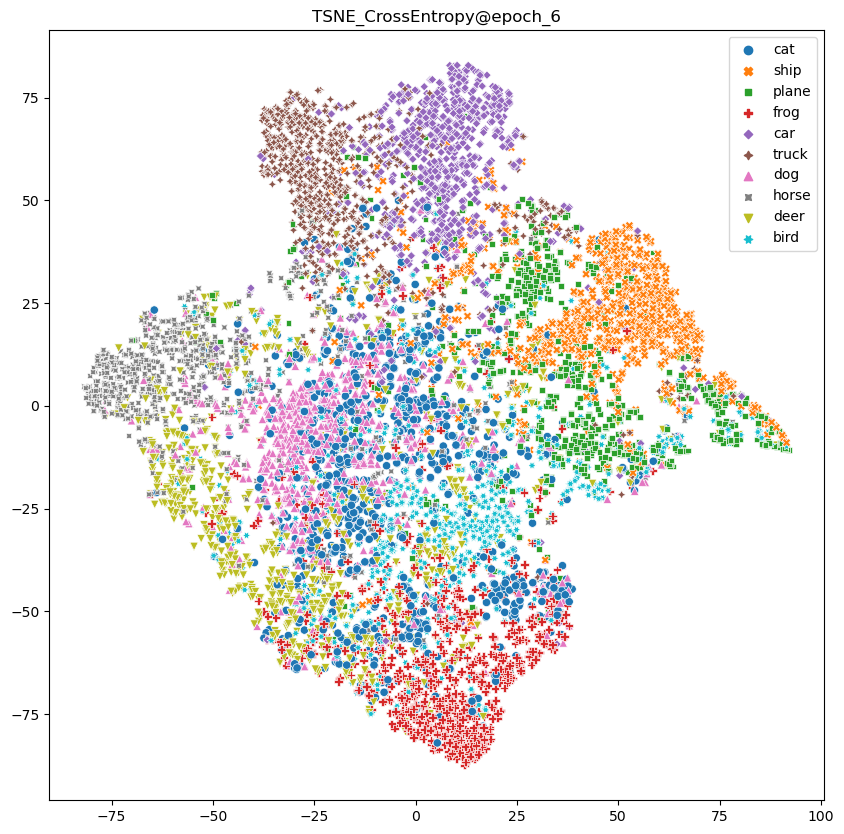 TSNE_CrossEntropy@epoch_6
cat
ship
plane
frog
car
truck
dog
horse
deer
bird
75
50
25
0
−25
−50
−75
−75 −50 −25 0 25 50 75 100